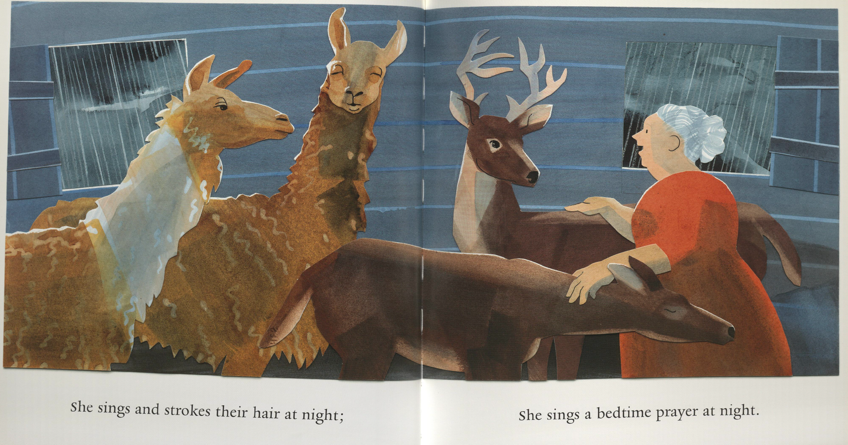 She sings and strokes their hair at night;
She sings a bedtime prayer at night.